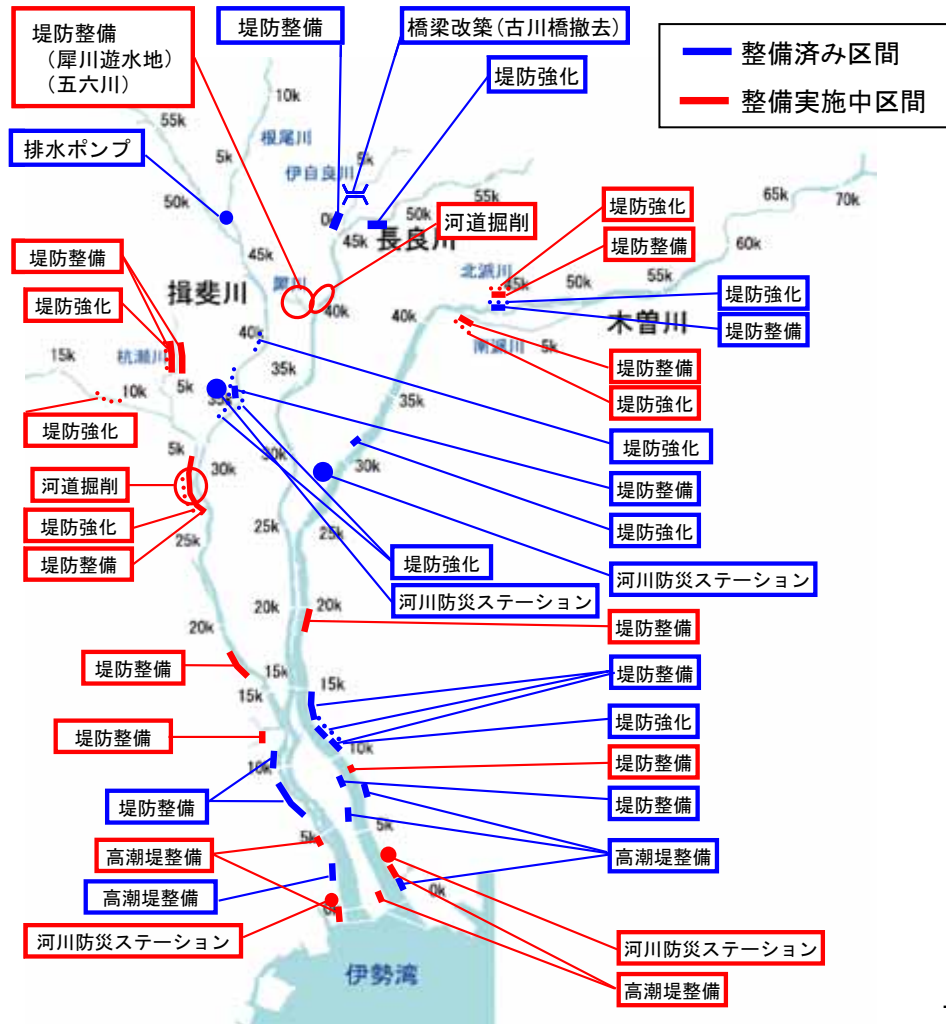 堤防整備
（犀川遊水地）
（五六川）
堤防整備
橋梁改築(古川橋撤去)
堤防強化
整備済み区間
整備実施中区間
排水ポンプ
10k
55k
根尾川
5k
伊自良川
5k
50k
0k
45k
50k
55k
長良川
河道掘削
堤防強化
堤防整備
65k
70k
60k
堤防整備
堤防強化
45k
揖斐川
犀川
40k
北派川
45k
50k
55k
木曽川
堤防強化
堤防整備
40k
南派川
5k
堤防整備
堤防強化
15k
杭瀬川
10k
5k
40k
35k
35k
35k
堤防強化
堤防強化
5k
30k
30k
30k
堤防整備
河道掘削
堤防強化
堤防整備
25k
25k
25k
堤防強化
堤防強化
河川防災ステーション
河川防災ステーション
20k
20k
20k
堤防整備
堤防整備
15k
15k
15k
堤防整備
堤防強化
堤防整備
10k
10k
堤防整備
堤防整備
堤防整備
5k
5k
高潮堤整備
高潮堤整備
高潮堤整備
0k
0k
河川防災ステーション
河川防災ステーション
高潮堤整備
伊勢湾